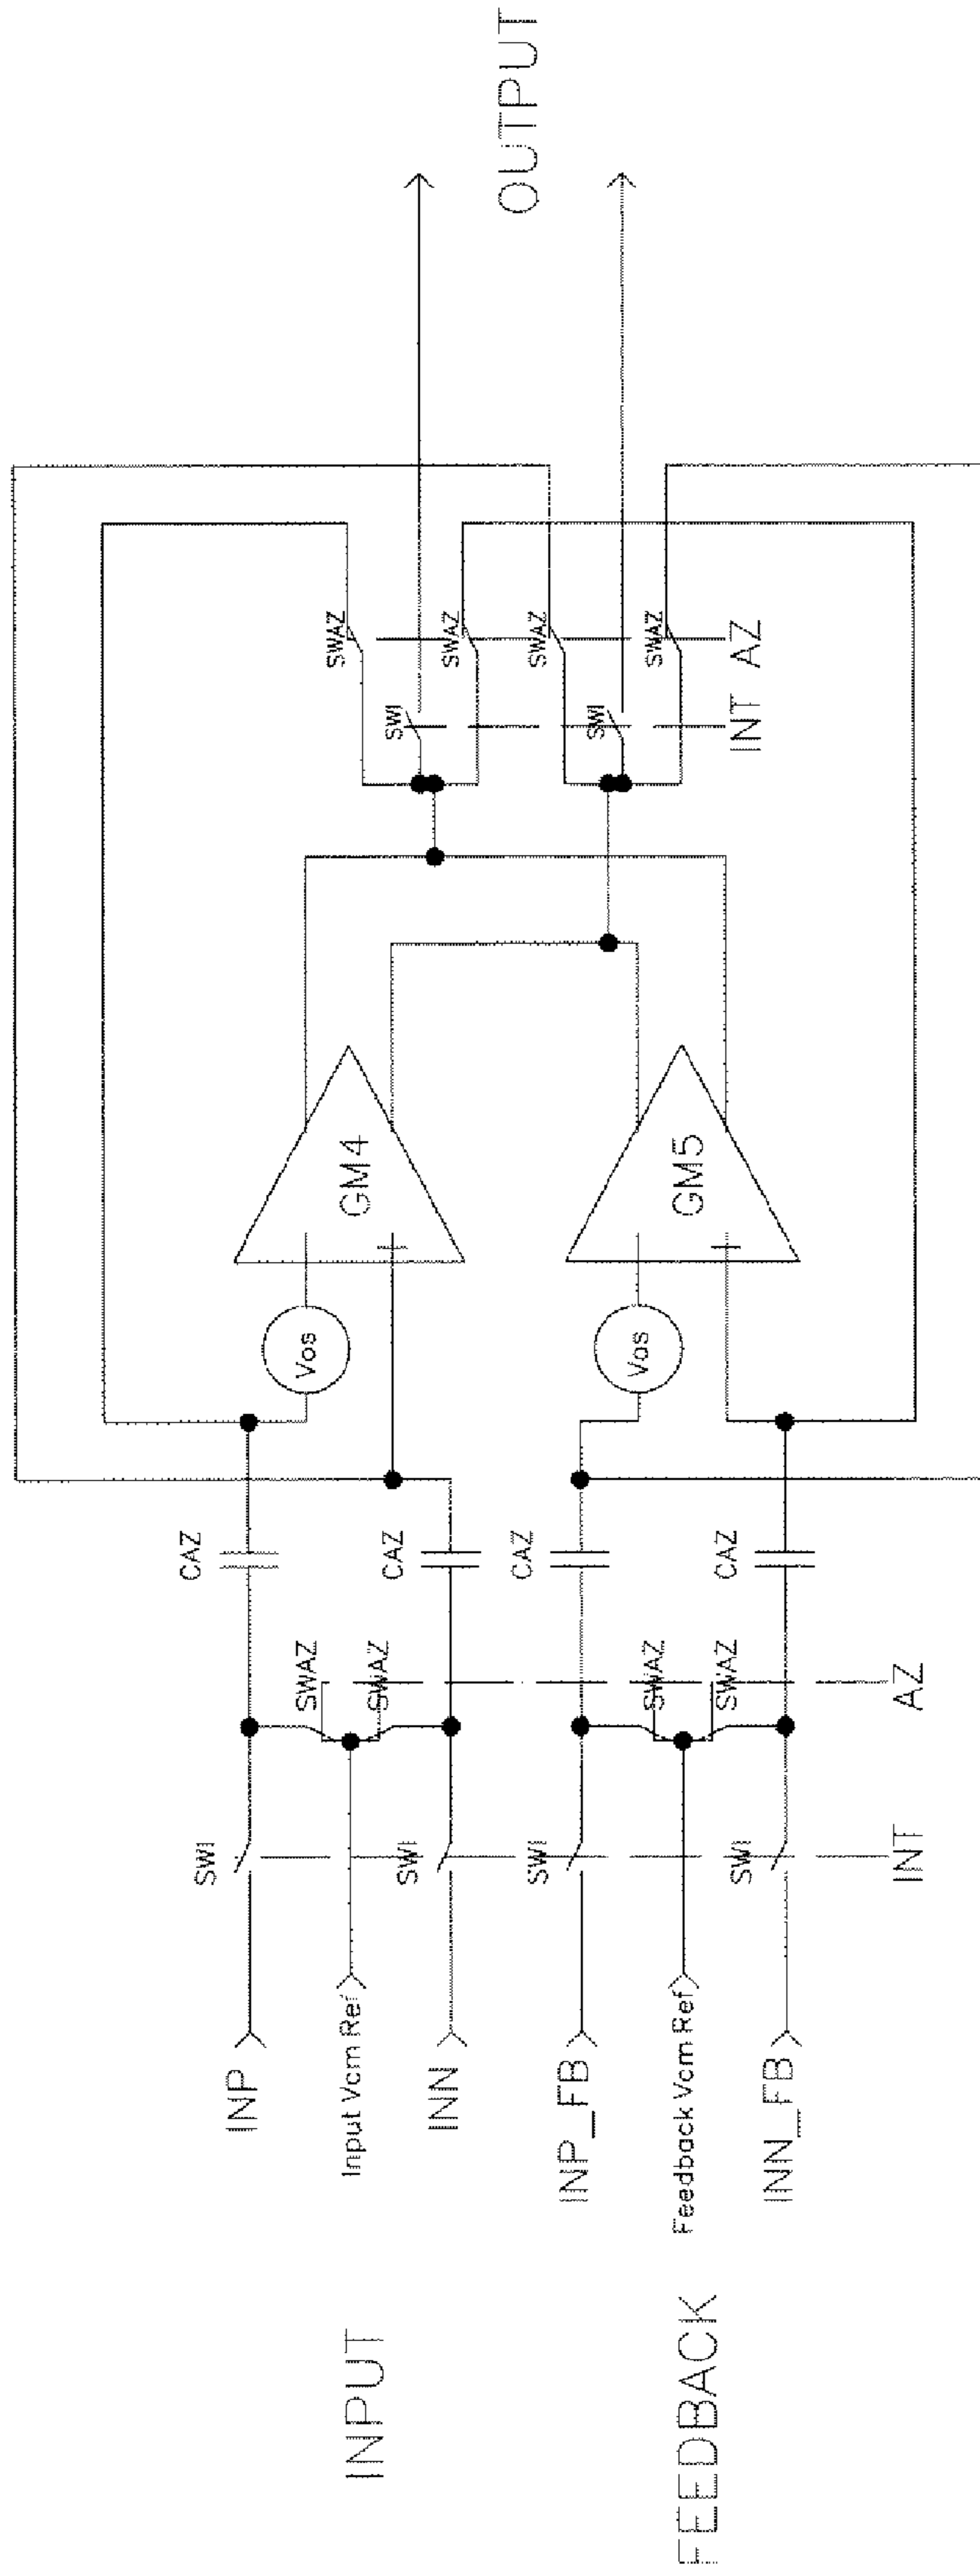 INPUT
FEEDBACK
INP
Input Vcm Ref
INN
INP_FB
Feedback Vcm Ref
INN_FB
SWI
SWI
SWI
SWI
INT
SWAZ
SWAZ
SWAZ
SWAZ
AZ
CAZ
CAZ
CAZ
CAZ
Vos
Vos
GM4
GM5
SWI
SWI
INT
SWAZ
SWAZ
SWAZ
SWAZ
AZ
OUTPUT